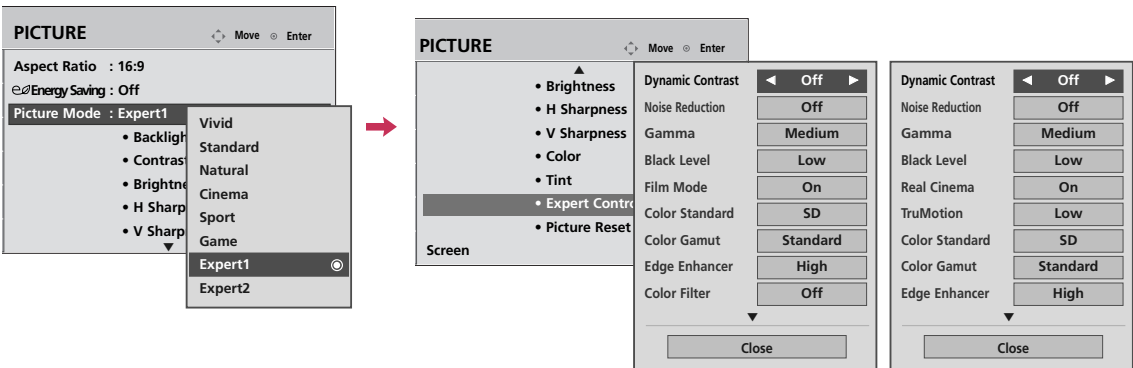 PICTURE
Move Enter
Aspect Ratio : 16:9
Energy Saving : Off
Picture Mode : Expert1
• Backligh
• Contras
• Brightne
• H Sharp
• V Sharp
Vivid
Standard
Natural
Cinema
Sport
Game
Expert1
Expert2
PICTURE
Move Enter
• Brightness
• H Sharpness
• V Sharpness
• Color
• Tint
• Expert Contro
• Picture Reset
Screen
Dynamic Contrast ◄ Off ►
Noise Reduction Off
Gamma Medium
Black Level Low
Film Mode On
Color Standard SD
Color Gamut Standard
Edge Enhancer High
Color Filter Off
Close
Dynamic Contrast ◄ Off ►
Noise Reduction Off
Gamma Medium
Black Level Low
Real Cinema On
TruMotion Low
Color Standard SD
Color Gamut Standard
Edge Enhancer High
Close